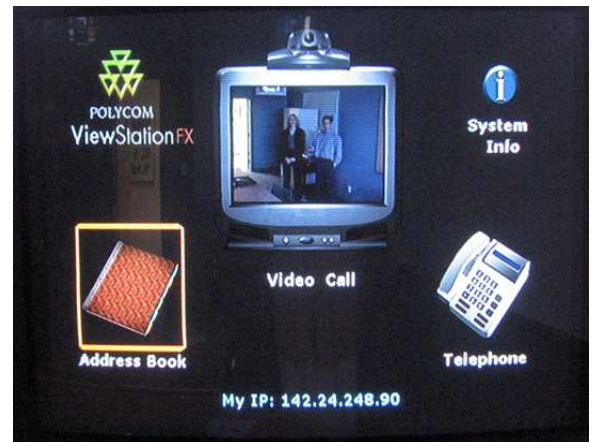 POLYCOM
ViewStation FX
System
Info
Video Call
Address Book
Telephone
My IP: 142.24.248.90